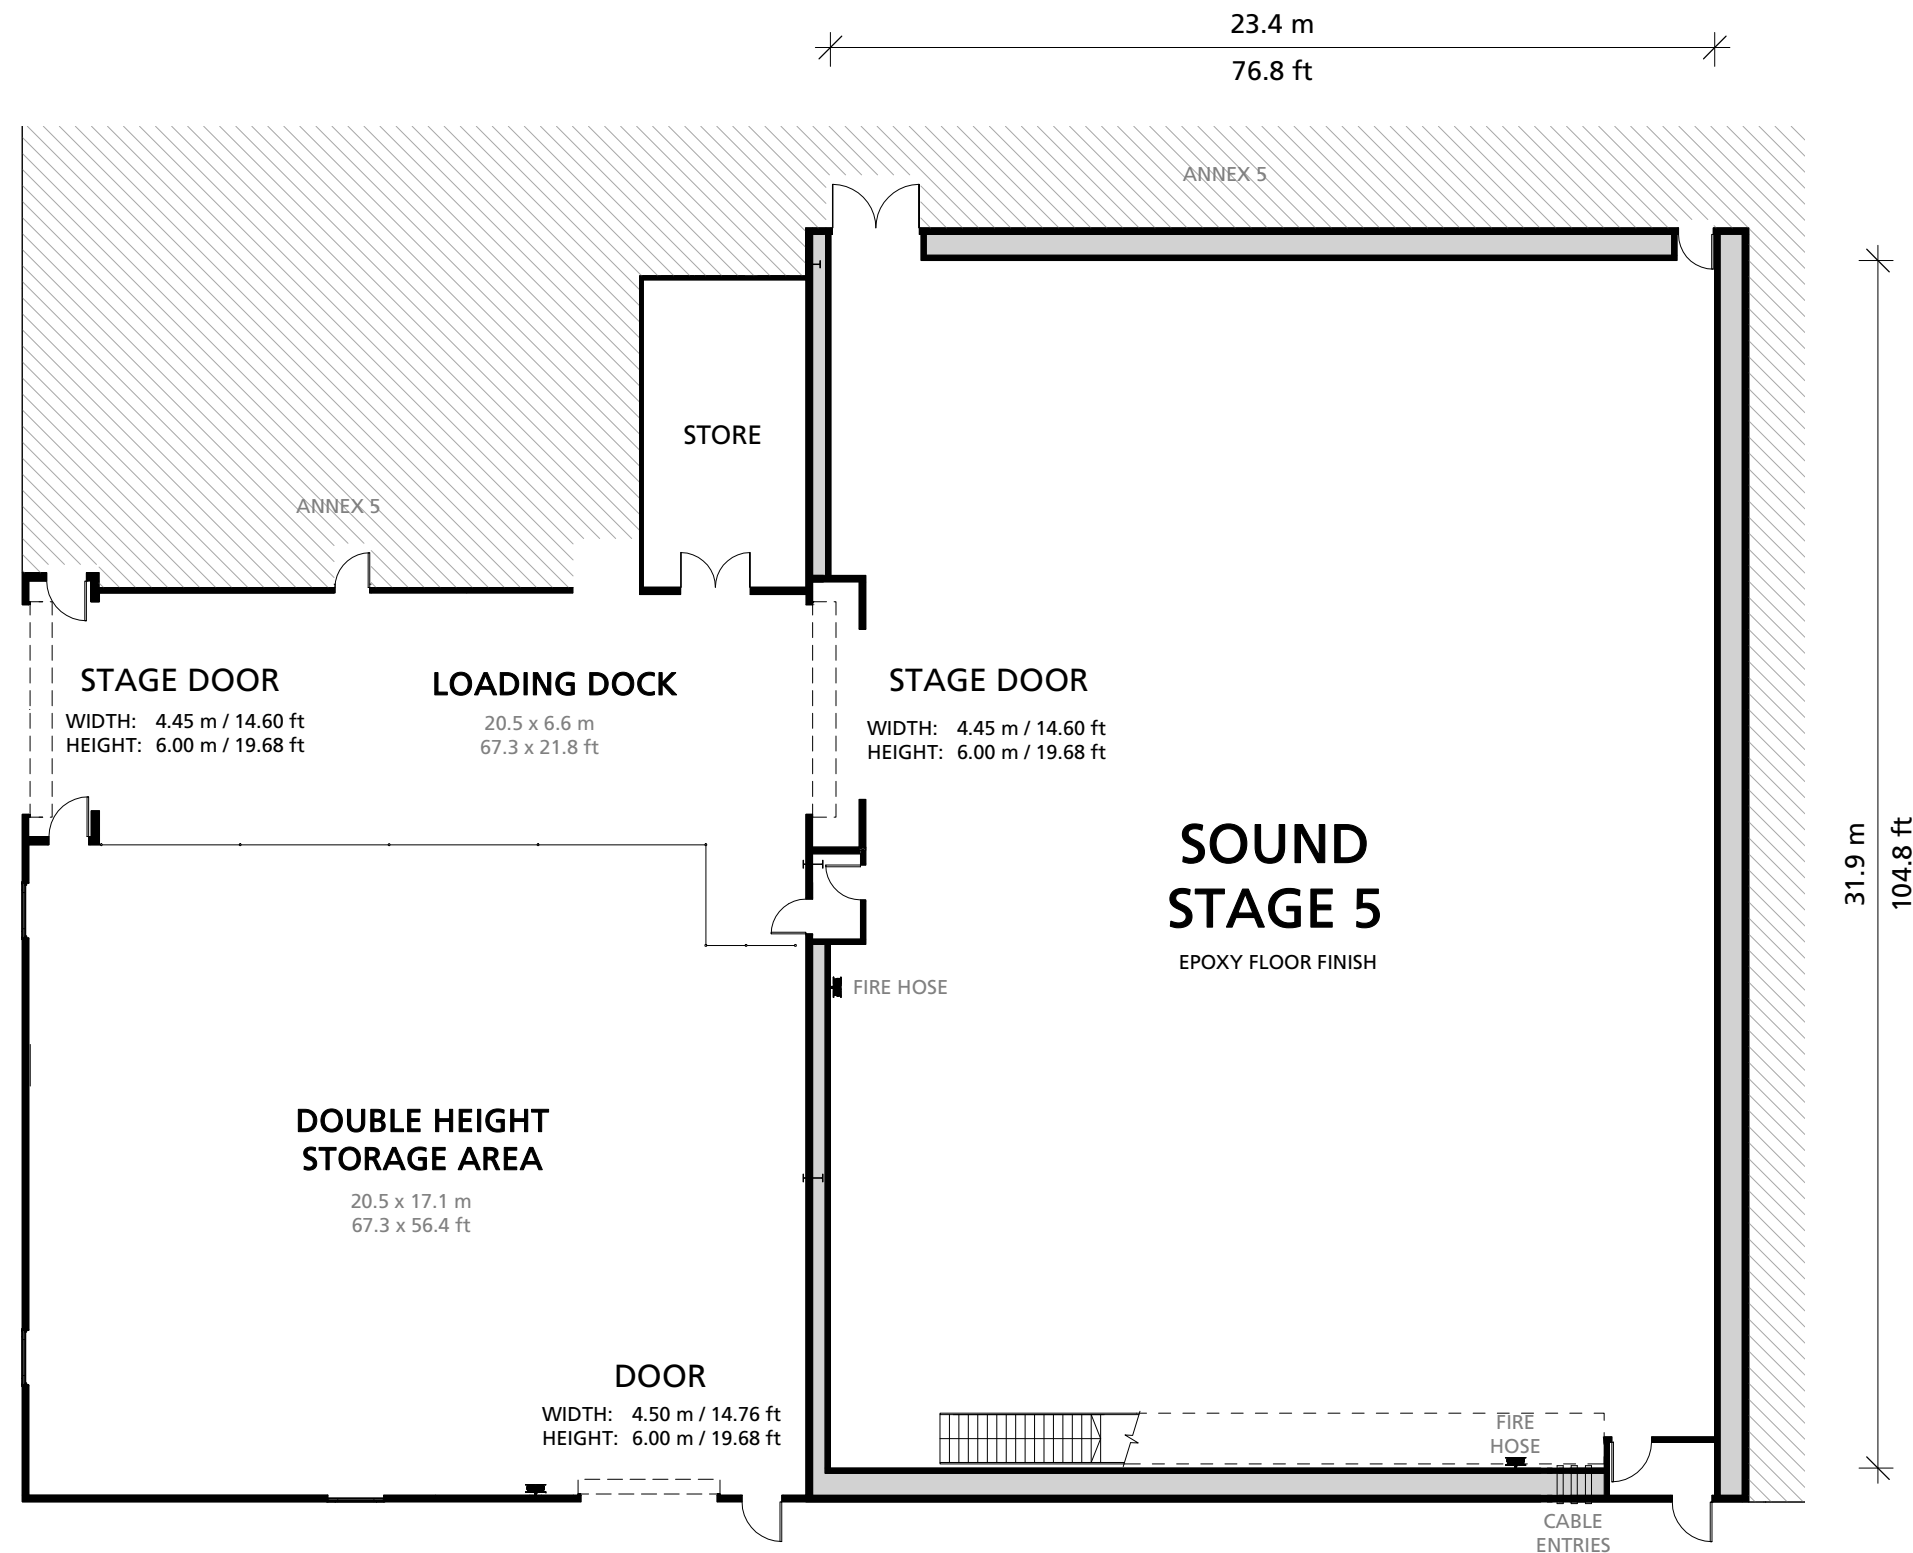 23.4 m
76.8 ft
ANNEX 5
STORE
ANNEX 5
STAGE DOOR
WIDTH: 4.45 m / 14.60 ft
HEIGHT: 6.00 m / 19.68 ft
LOADING DOCK
20.5 x 6.6 m
67.3 x 21.8 ft
STAGE DOOR
WIDTH: 4.45 m / 14.60 ft
HEIGHT: 6.00 m / 19.68 ft
SOUND
STAGE 5
EPOXY FLOOR FINISH
31.9 m
104.8 ft
FIRE HOSE
DOUBLE HEIGHT
STORAGE AREA
20.5 x 17.1 m
67.3 x 56.4 ft
DOOR
WIDTH: 4.50 m / 14.76 ft
HEIGHT: 6.00 m / 19.68 ft
FIRE
HOSE
CABLE
ENTRIES